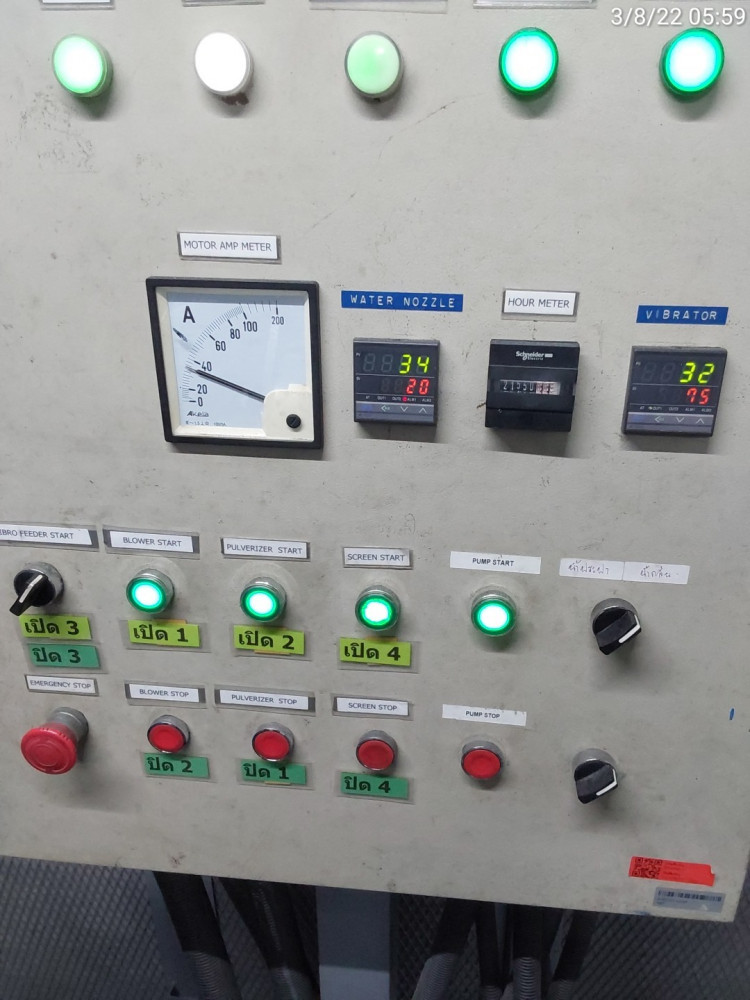 3/8/22 05:59
MOTOR AMP METER
WATER NOZZLE
HOUR METER
VIBRATOR
A
200
100
80
60
40
20
0
34
20
Schneider
Electric
32
75
FEEDER START
BLOWER START
PULVERIZER START
SCREEN START
PUMP START
เปิด 3
เปิด 1
เปิด 2
เปิด 4
ปิด 3
EMERGENCY STOP
BLOWER STOP
PULVERIZER STOP
SCREEN STOP
PUMP STOP
ปิด 2
ปิด 1
ปิด 4